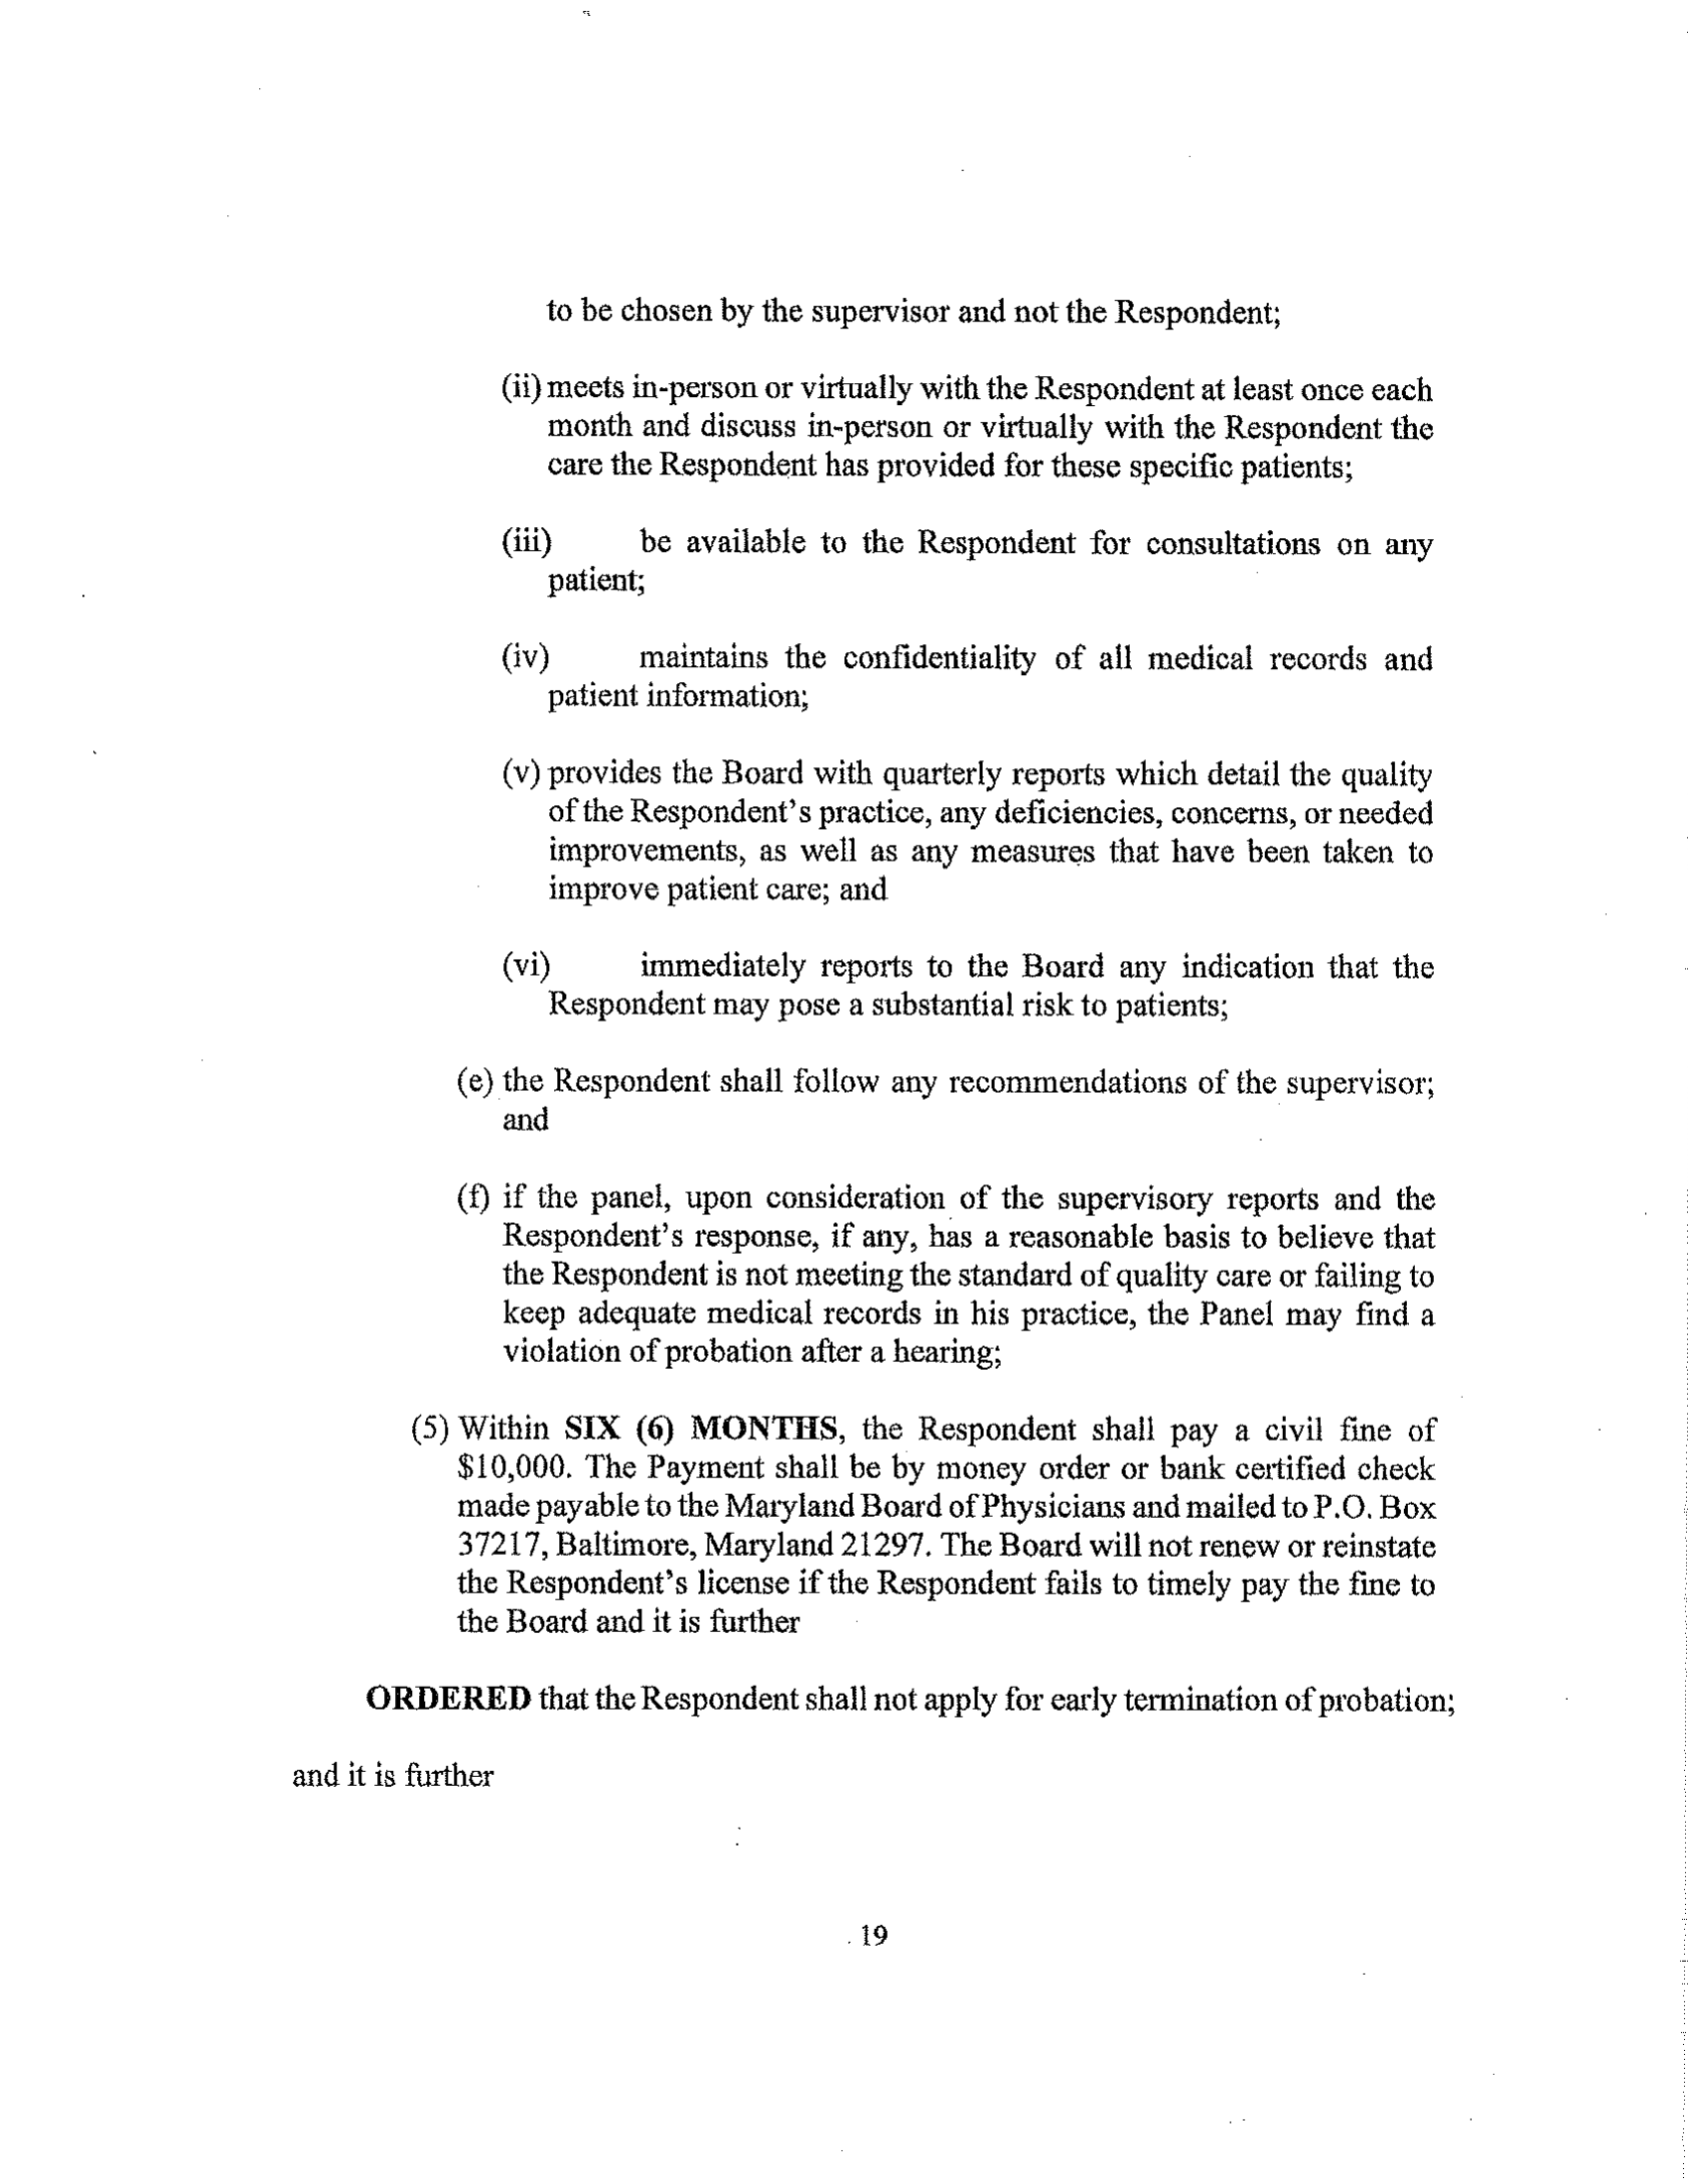 to be chosen by the supervisor and not the Respondent;
(ii) meets in-person or virtually with the Respondent at least once each
month and discuss in-person or virtually with the Respondent the
care the Respondent has provided for these specific patients;
(iii) be available to the Respondent for consultations on any
patient;
(iv) maintains the confidentiality of all medical records and
patient information;
(v) provides the Board with quarterly reports which detail the quality
of the Respondent's practice, any deficiencies, concerns, or needed
improvements, as well as any measures that have been taken to
improve patient care; and
(vi) immediately reports to the Board any indication that the
Respondent may pose a substantial risk to patients;
(e) the Respondent shall follow any recommendations of the supervisor;
and
(f) if the panel, upon consideration of the supervisory reports and the
Respondent's response, if any, has a reasonable basis to believe that
the Respondent is not meeting the standard of quality care or failing to
keep adequate medical records in his practice, the Panel may find a
violation of probation after a hearing;
(5) Within SIX (6) MONTHS, the Respondent shall pay a civil fine of
$10,000. The Payment shall be by money order or bank certified check
made payable to the Maryland Board of Physicians and mailed to P.O. Box
37217, Baltimore, Maryland 21297. The Board will not renew or reinstate
the Respondent's license if the Respondent fails to timely pay the fine to
the Board and it is further
ORDERED that the Respondent shall not apply for early termination of probation;
and it is further
19